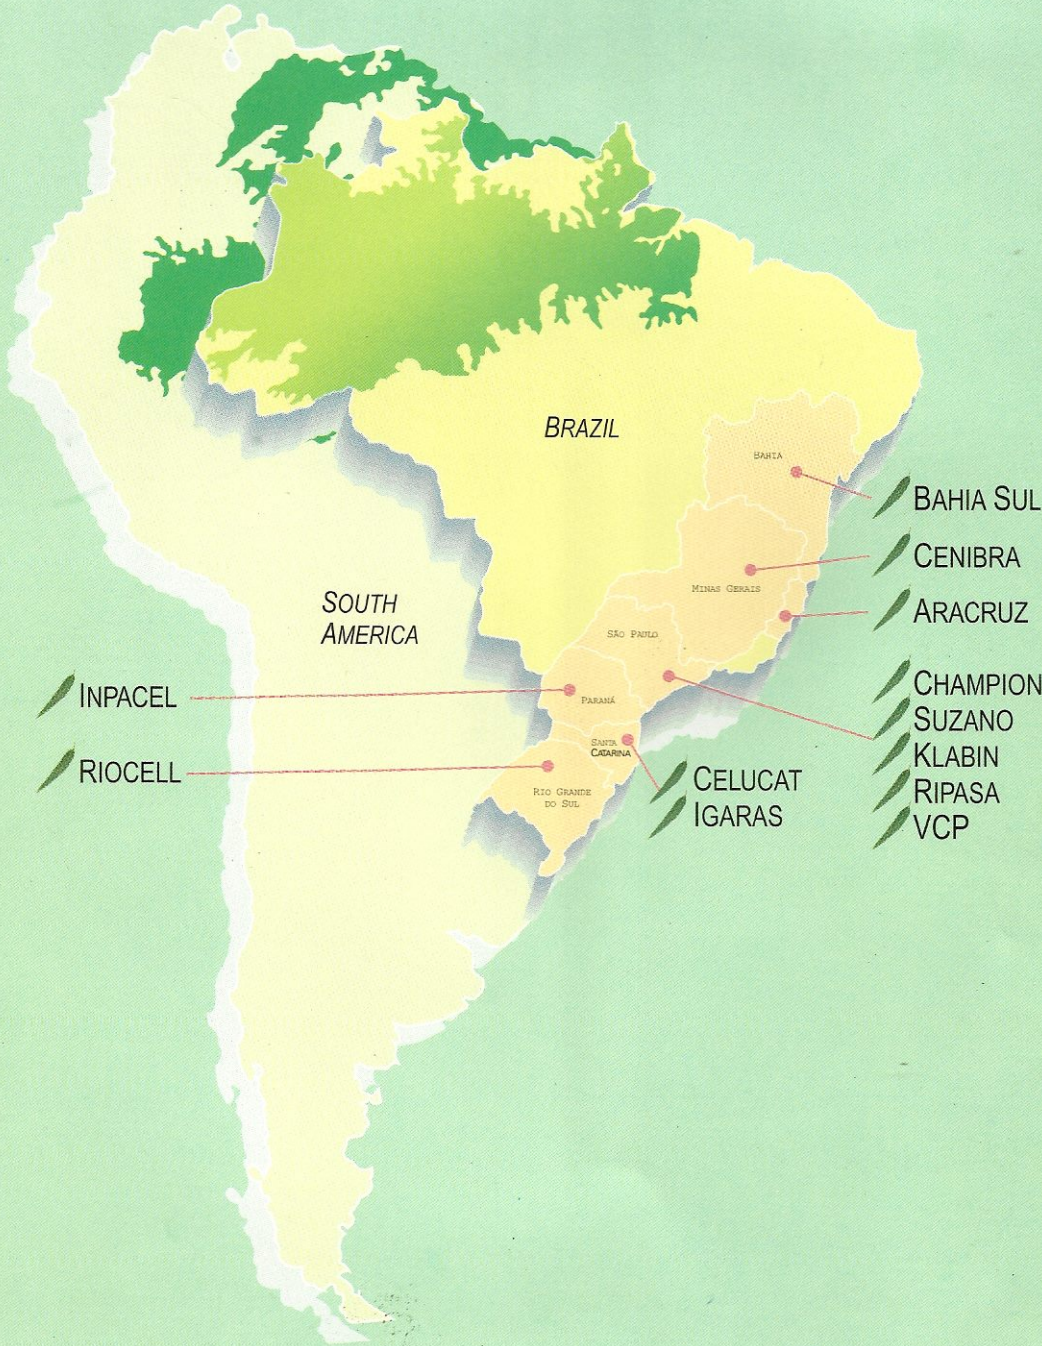 BRAZIL
BAHIA
BAHIA SUL
CENIBRA
MINAS GERAIS
ARACRUZ
SOUTH
AMERICA
SÃO PAULO
INPACEL
PARANÁ
CHAMPION
SUZANO
KLABIN
RIPASA
VCP
SANTA
CATARINA
RIOCELL
RIO GRANDE
DO SUL
CELUCAT
IGARAS